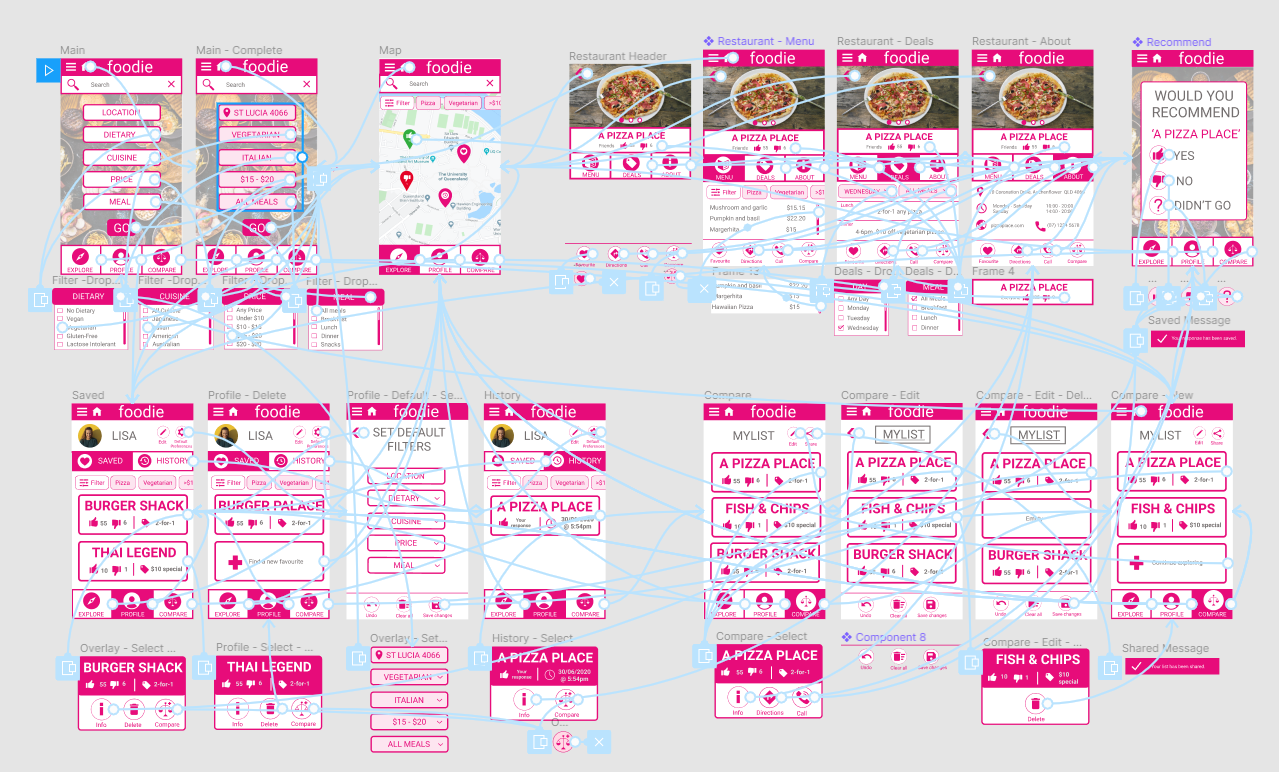 Main
foodie
Search
LOCATION
DIETARY
CUISINE
PRICE
MEAL
GO
EXPLORE
PROFILE
COMPARE
Main - Complete
foodie
Search
ST LUCIA 4066
VEGETARIAN
ITALIAN
$15 - $20
ALL MEALS
GO
EXPLORE
PROFILE
COMPARE
Map
foodie
Search
Filter
Pizza
Vegetarian
The University of Queensland
EXPLORE
PROFILE
COMPARE
Restaurant Header
A PIZZA PLACE
Friends
MENU
DEALS
ABOUT
Favourite
Directions
Call
Compare
Restaurant - Menu
foodie
A PIZZA PLACE
Friends 55 6
MENU
DEALS
ABOUT
Filter
Pizza
Vegetarian
>$1
Mushroom and garlic $15.15
Pumpkin and basil $22.20
Margerhita $15
Favourite
Directions
Call
Compare
Restaurant - Deals
foodie
A PIZZA PLACE
Friends 55 6
MENU
DEALS
ABOUT
WEDNESDAY
ALL MEALS
Lunch
2-for-1 any pizza
Dinner
4-6pm, $10 off vegetarian pizzas
Favourite
Directions
Call
Compare
Restaurant - About
foodie
A PIZZA PLACE
Friends 55 6
MENU
DEALS
ABOUT
Monday - Saturday
Sunday
pizzaplace.com
Favourite
Directions
Call
Compare
Recommend
foodie
WOULD YOU
RECOMMEND
'A PIZZA PLACE'
YES
NO
DIDN'T GO
EXPLORE
PROFILE
COMPARE
Filter -Drop...
DIETARY
No Dietary
Vegan
Vegetarian
Gluten-Free
Lactose Intolerant
Filter -Drop...
CUISINE
All Cuisine
Japanese
Italian
American
Australian
Filter - Drop...
PRICE
Any Price
Under $10
$10 - $15
$15 - $20
$20 - $30
Filter - Drop...
MEAL
All meals
Breakfast
Lunch
Dinner
Snacks
Frame 13
Pumpkin and basil $22.20
Margerhita $15
Hawaiian Pizza $15
Deals - Dro
DAY
Any Day
Monday
Tuesday
Wednesday
Deals - D...
MEAL
All Meals
Breakfast
Lunch
Dinner
Frame 4
A PIZZA PLACE
Saved Message
Your response has been saved.
Saved
foodie
LISA
Edit
Default Preferences
SAVED
HISTORY
Filter
Pizza
Vegetarian
>$1
BURGER SHACK
55 6 2-for-1
THAI LEGEND
10 1 $10 special
EXPLORE
PROFILE
COMPARE
Profile - Delete
foodie
LISA
Edit
SAVED
HISTORY
Filter
Pizza
Vegetarian
>$1
BURGER PALACE
55 6 2-for-1
Find a new favourite
EXPLORE
PROFILE
COMPARE
Profile - Default - Se...
foodie
SET DEFAULT
FILTERS
LOCATION
DIETARY
CUISINE
PRICE
MEAL
Undo
Clear all
Save changes
History
foodie
LISA
Edit
Default Preferences
SAVED
HISTORY
Filter
Pizza
Vegetarian
>$1
A PIZZA PLACE
Your response
30/06/2020
@ 5:54pm
EXPLORE
PROFILE
COMPARE
Compare
foodie
MYLIST
Edit
Share
A PIZZA PLACE
55 6 2-for-1
FISH & CHIPS
10 1 $10 special
BURGER SHACK
55 6 2-for-1
EXPLORE
PROFILE
COMPARE
Compare - Edit
foodie
MYLIST
A PIZZA PLACE
55 6 2-for-1
FISH & CHIPS
10 1 $10 special
BURGER SHACK
55 6 2-for-1
Undo
Clear all
Save changes
Compare - Edit - Del...
foodie
MYLIST
A PIZZA PLACE
55 6 2-for-1
Empty
BURGER SHACK
55 6 2-for-1
Undo
Clear all
Save changes
Compare - New
foodie
MYLIST
Edit
Share
A PIZZA PLACE
55 6 2-for-1
FISH & CHIPS
10 1 $10 special
Continue exploring
EXPLORE
PROFILE
COMPARE
Overlay - Select ...
BURGER SHACK
55 6 2-for-1
Info
Delete
Compare
Profile - Select - ...
THAI LEGEND
55 6 2-for-1
Info
Delete
Compare
Overlay - Set...
ST LUCIA 4066
VEGETARIAN
ITALIAN
$15 - $20
ALL MEALS
History - Select
A PIZZA PLACE
Your response
30/06/2020
@ 5:54pm
Info
Compare
O...
Compare - Select
A PIZZA PLACE
55 6 2-for-1
Info
Directions
Call
Component 8
Undo
Clear all
Save changes
Compare - Edit - ...
FISH & CHIPS
10 1 $10 special
Delete
Shared Message
Your list has been shared.